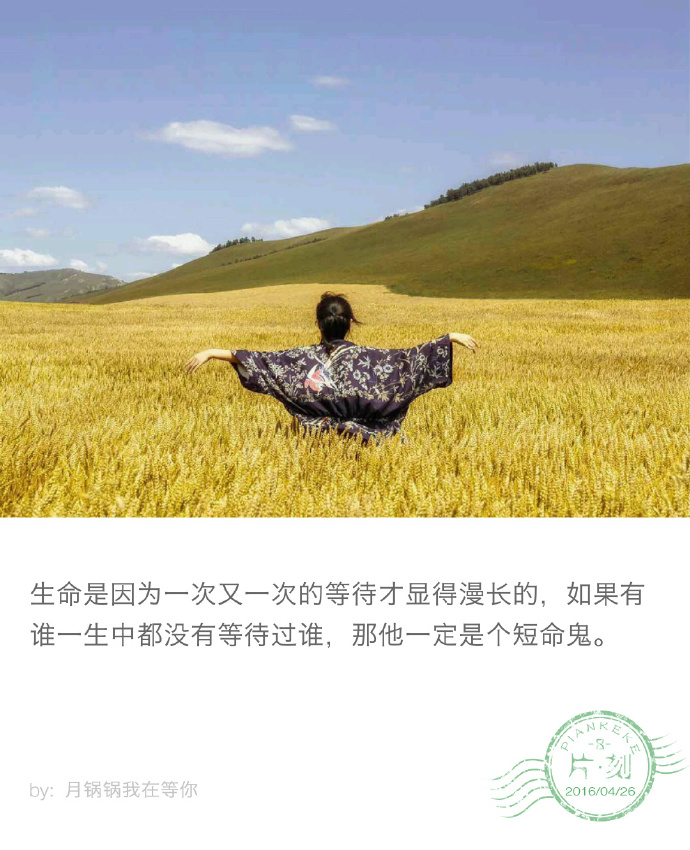 生命是因为一次又一次的等待才显得漫长的，如果有
谁一生中都没有等待过谁，那他一定是个短命鬼。
by: 月锅锅我在等你
PIANKEKE
-8-
片·刻
2016/04/26